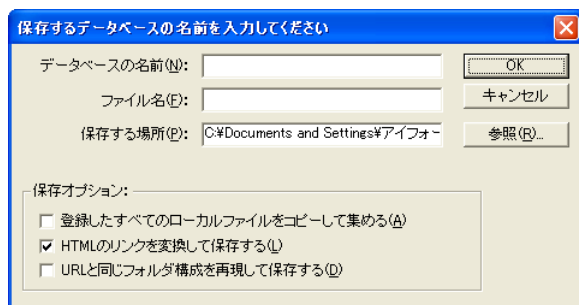 保存するデータベースの名前を入力してください
データベースの名前(N):
OK
ファイル名(F):
キャンセル
保存する場所(P):
C:¥Documents and Settings¥アイフォー
参照(R)...
保存オプション:
登録したすべてのローカルファイルをコピーして集める(A)
HTMLのリンクを変換して保存する(L)
URLと同じフォルダ構成を再現して保存する(D)